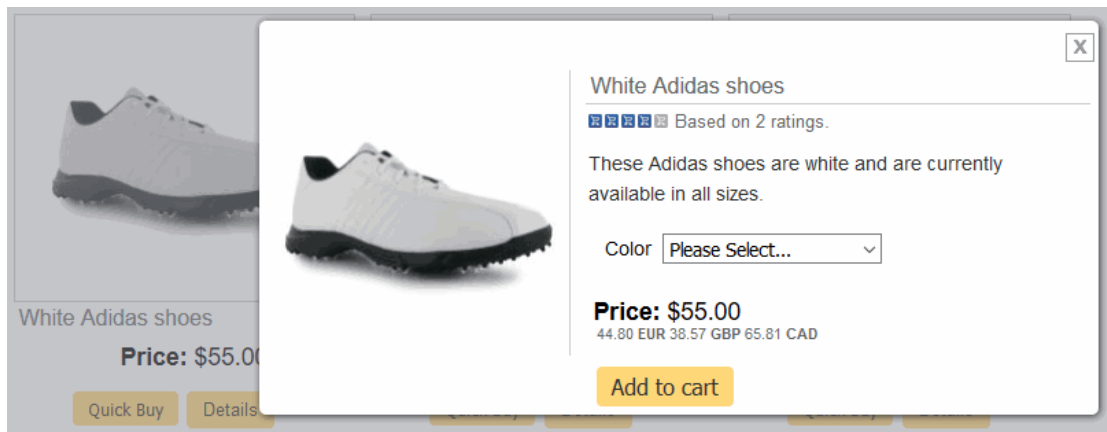 X
White Adidas shoes
Based on 2 ratings.
These Adidas shoes are white and are currently
available in all sizes.
Color Please Select...
Price: $55.00
44.80 EUR 38.57 GBP 65.81 CAD
Add to cart
White Adidas shoes
Price: $55.00
Quick Buy Details